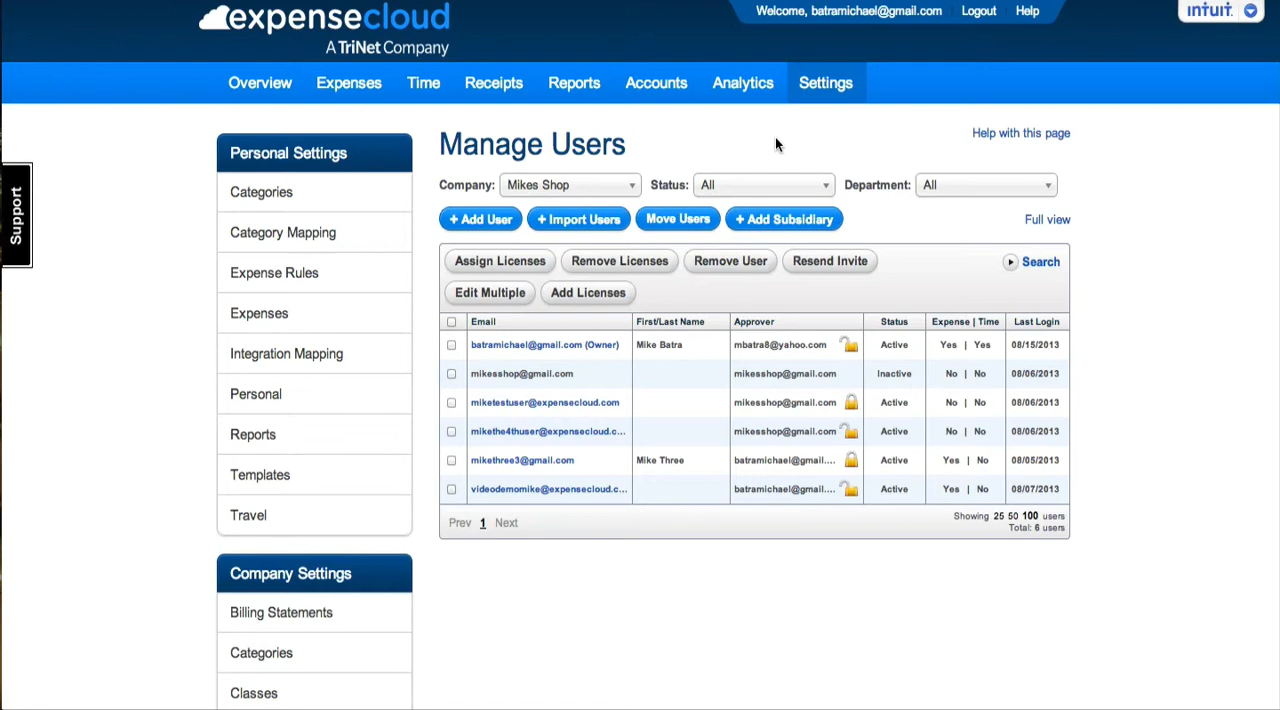 expensecloud
A TriNet Company
Welcome, batramichael@gmail.com Logout Help
intuit.
Overview Expenses Time Receipts Reports Accounts Analytics Settings
Support
Personal Settings
Categories
Category Mapping
Expense Rules
Expenses
Integration Mapping
Personal
Reports
Templates
Travel
Company Settings
Billing Statements
Categories
Classes
Manage Users
Help with this page
Company: Mikes Shop Status: All Department: All
+ Add User + Import Users Move Users + Add Subsidiary Full view
Assign Licenses Remove Licenses Remove User Resend Invite Search
Edit Multiple Add Licenses
Email First/Last Name Approver Status Expense | Time Last Login
batramichael@gmail.com (Owner) Mike Batra mbatra8@yahoo.com Active Yes | Yes 08/15/2013
mikesshop@gmail.com mikesshop@gmail.com Inactive No | No 08/06/2013
miketestuser@expensecloud.com mikesshop@gmail.com Active No | No 08/06/2013
mikethe4thuser@expensecloud.c... mikesshop@gmail.com Active No | No 08/06/2013
mikethree3@gmail.com Mike Three batramichael@gmail.... Active Yes | No 08/05/2013
videodemomike@expensecloud.c... batramichael@gmail.... Active Yes | No 08/07/2013
Prev 1 Next
Showing 25 50 100 users
Total: 6 users